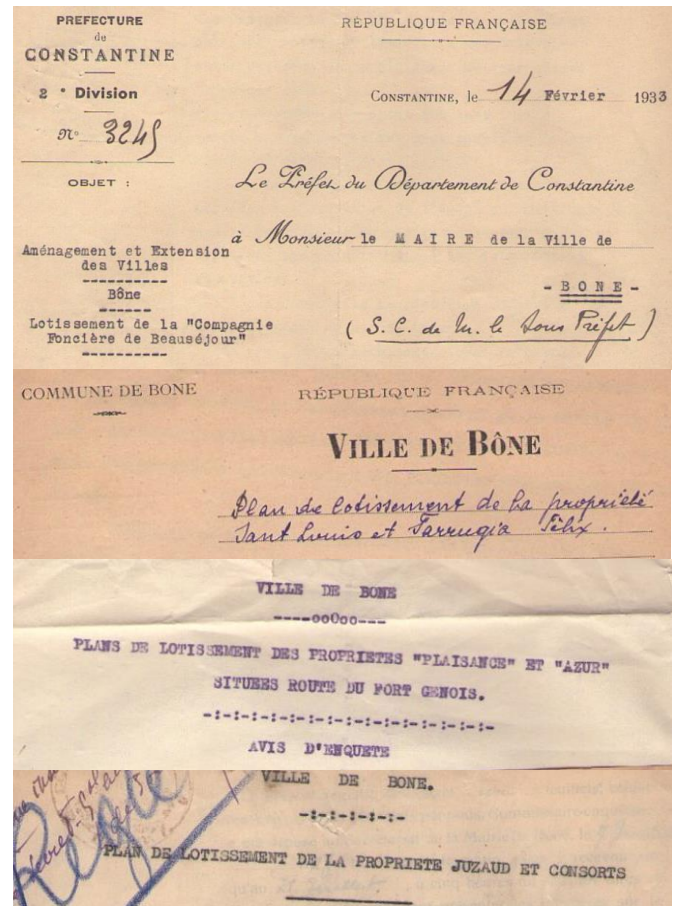 PREFECTURE
de
CONSTANTINE
2° Division
N° 3245
OBJET :
Aménagement et Extension
des Villes
----------
Bône
------
Lotissement de la "Compagnie
Foncière de Beauséjour"
----------
RÉPUBLIQUE FRANÇAISE
CONSTANTINE, le 14 Février 1933
Le Préfet du Département de Constantine
à Monsieur le MAIRE de la Ville de
- BONE -
( S. C. de M. le Sous Préfet )
COMMUNE DE BONE
RÉPUBLIQUE FRANÇAISE
VILLE DE BÔNE
Plan de lotissement de la propriété
Sant Louis et Farrugia Félix.
VILLE DE BONE
----ooOoo---
PLANS DE LOTISSEMENT DES PROPRIETES "PLAISANCE" ET "AZUR"
SITUEES ROUTE DU FORT GENOIS.
-:-:-:-:-:-:-:-:-:-:-:-:-:-:-
AVIS D'ENQUETE
VILLE DE BONE.
-:-:-:-:-:-
PLAN DE LOTISSEMENT DE LA PROPRIETE JUZAUD ET CONSORTS